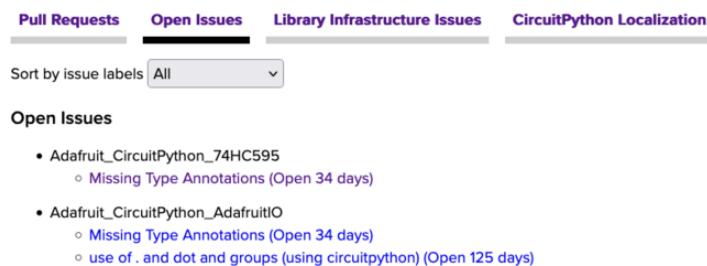 Pull Requests Open Issues Library Infrastructure Issues CircuitPython Localization
Sort by issue labels All
Open Issues
Adafruit_CircuitPython_74HC595
Missing Type Annotations (Open 34 days)
Adafruit_CircuitPython_AdafruitIO
Missing Type Annotations (Open 34 days)
use of . and dot and groups (using circuitpython) (Open 125 days)